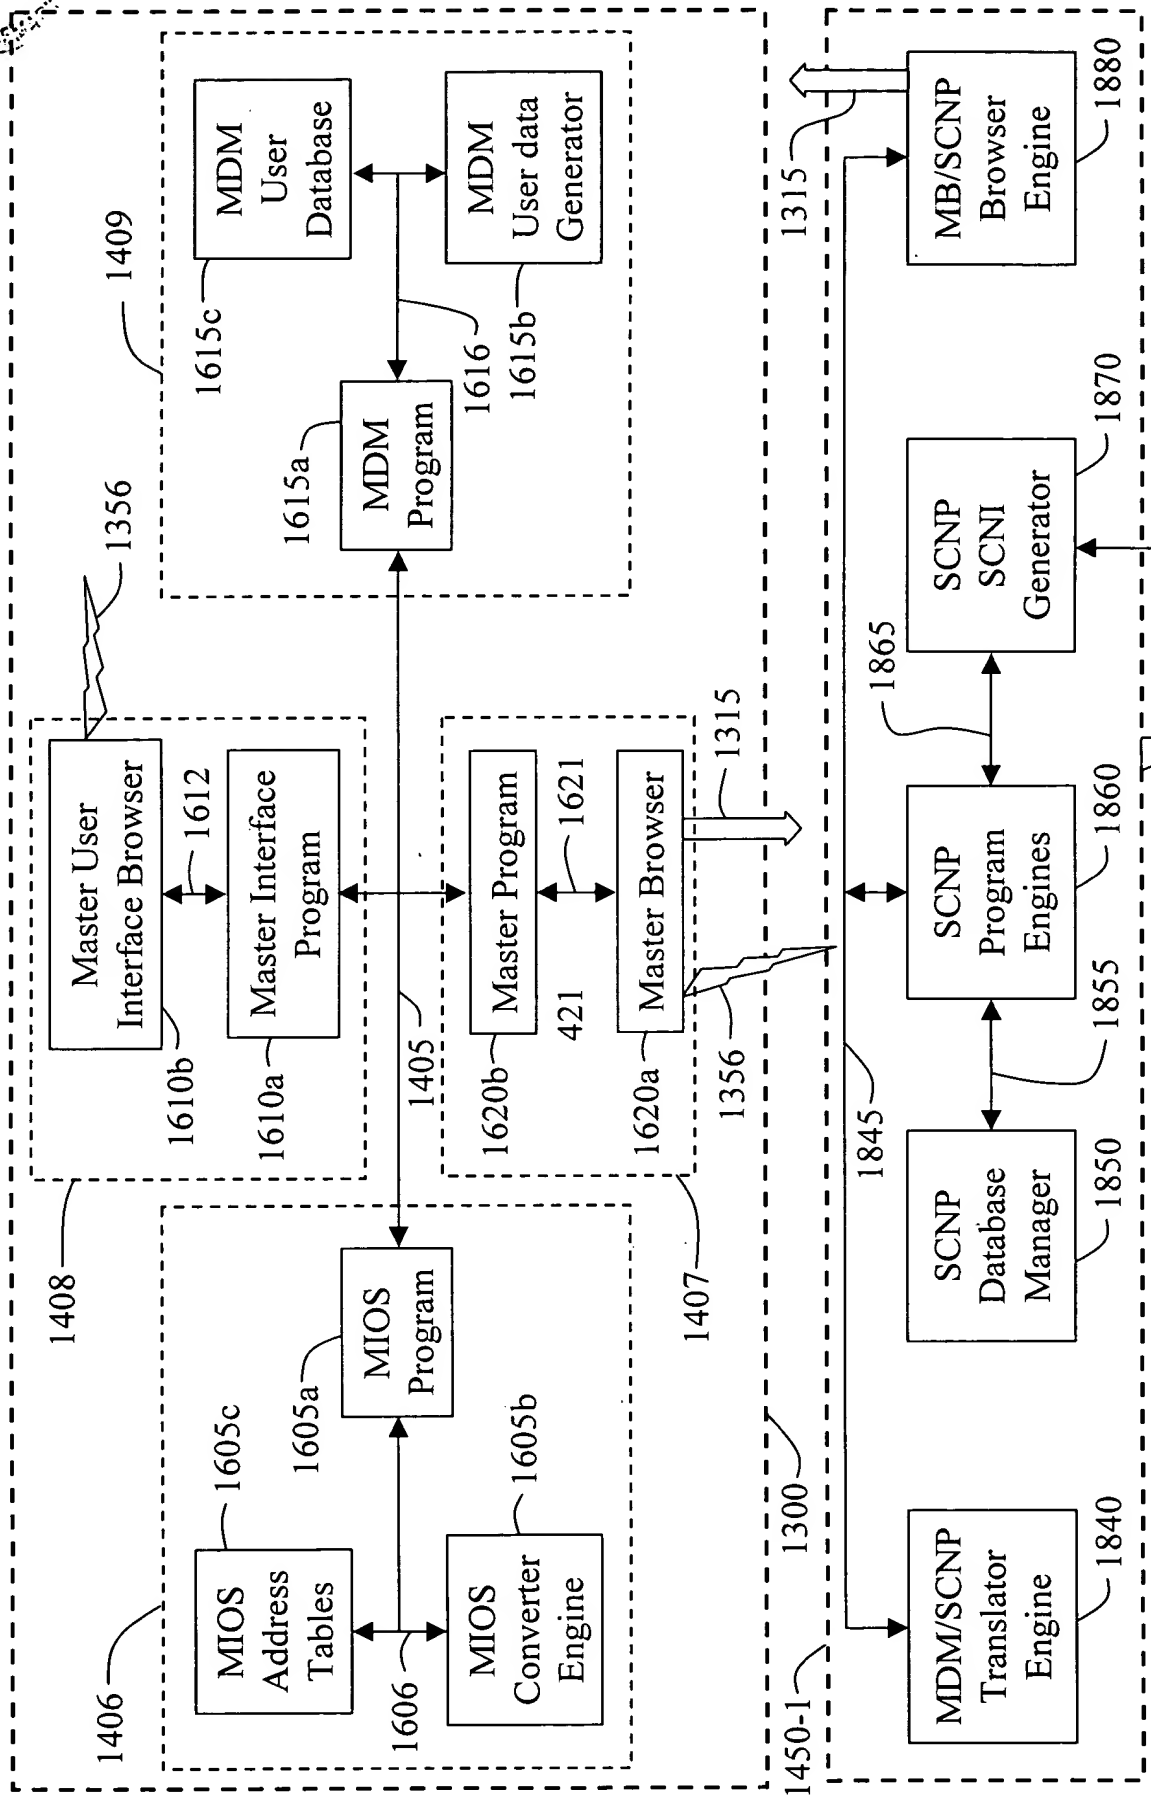 1406
MIOS
Address
Tables
1605c
1606
MIOS
Converter
Engine
1605b
MIOS
Program
1605a
1408
Master User
Interface Browser
1610b
1612
Master Interface
Program
1610a
1356
1405
Master Program
1620b
421
1621
Master Browser
1620a
1407
1315
1356
1409
MDM
Program
1615a
1616
MDM
User
Database
1615c
MDM
User data
Generator
1615b
1300
1450-1
1845
MDM/SCNP
Translator
Engine
1840
SCNP
Database
Manager
1850
1855
SCNP
Program
Engines
1860
1865
SCNP
SCNI
Generator
1870
MB/SCNP
Browser
Engine
1880
1315